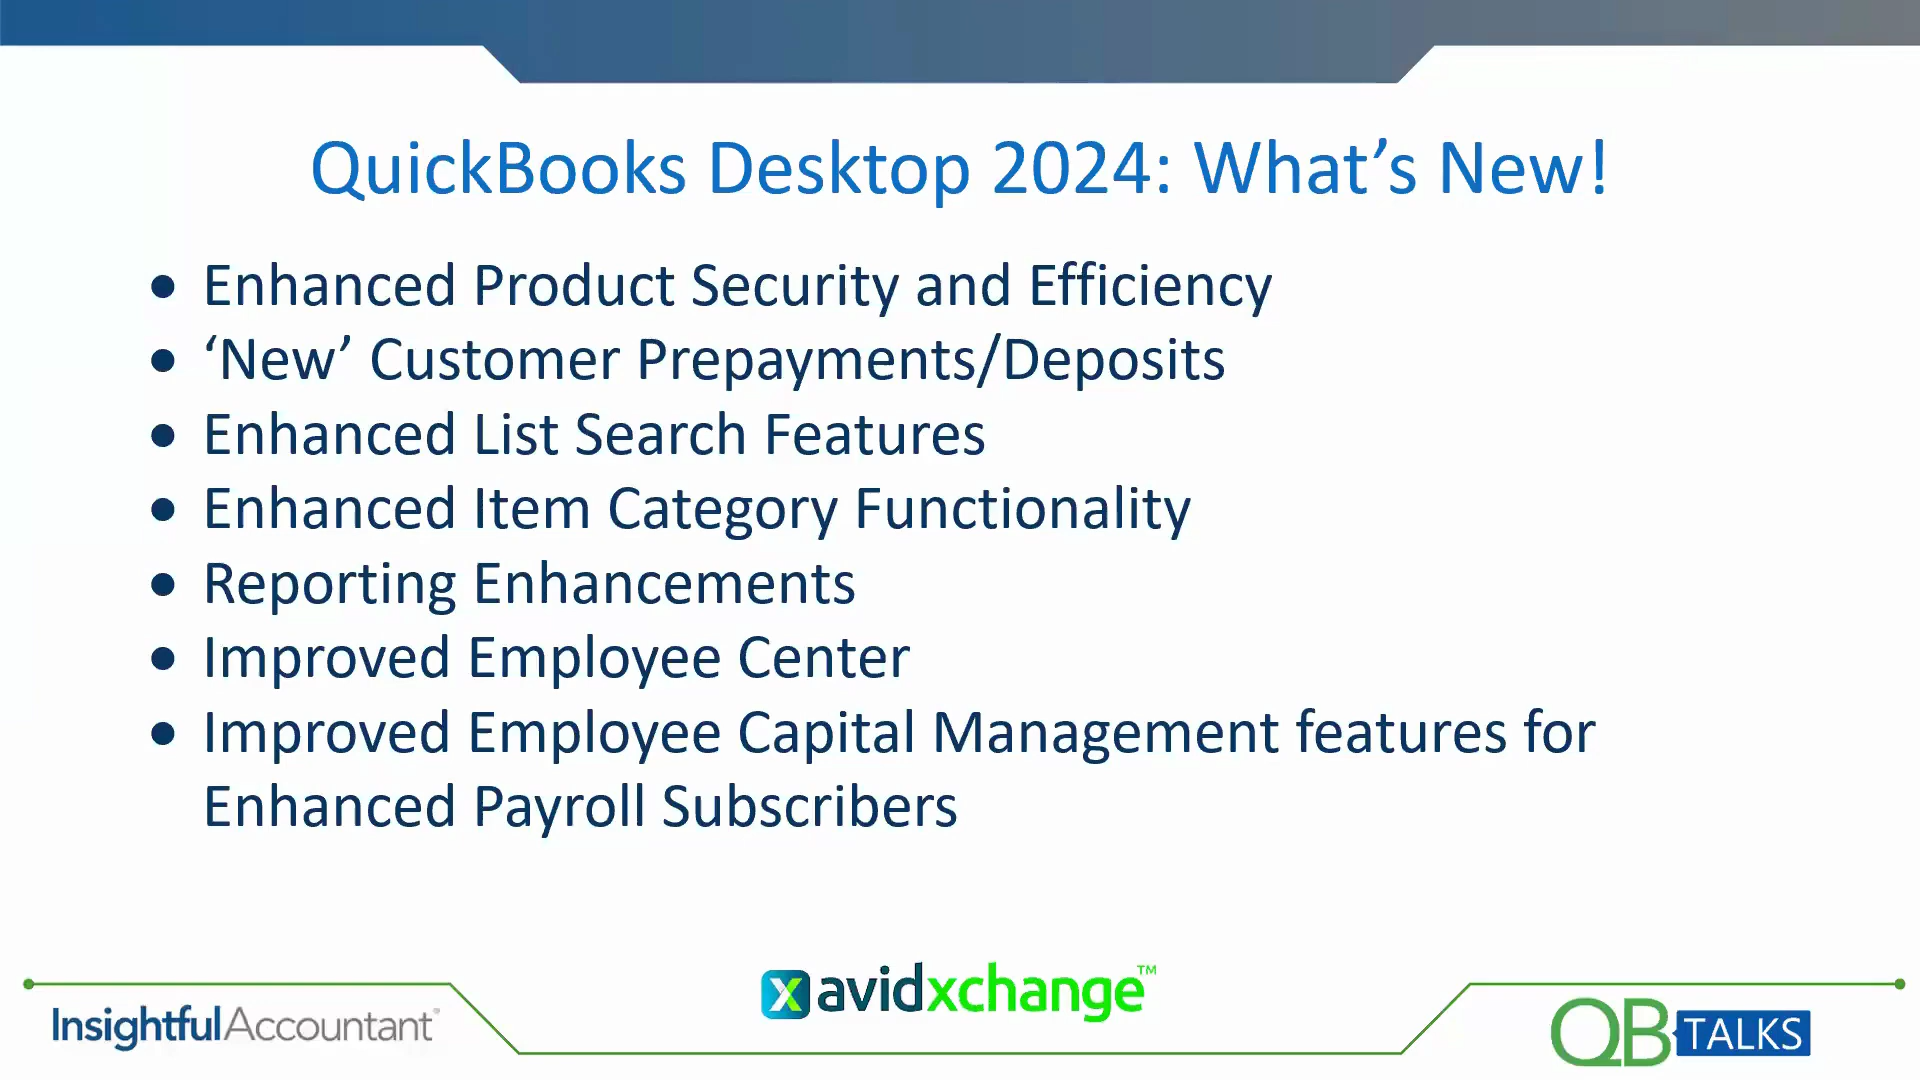 QuickBooks Desktop 2024: What’s New!
• Enhanced Product Security and Efficiency
• ‘New’ Customer Prepayments/Deposits
• Enhanced List Search Features
• Enhanced Item Category Functionality
• Reporting Enhancements
• Improved Employee Center
• Improved Employee Capital Management features for
Enhanced Payroll Subscribers
InsightfulAccountant®
x avidxchange™
QB TALKS